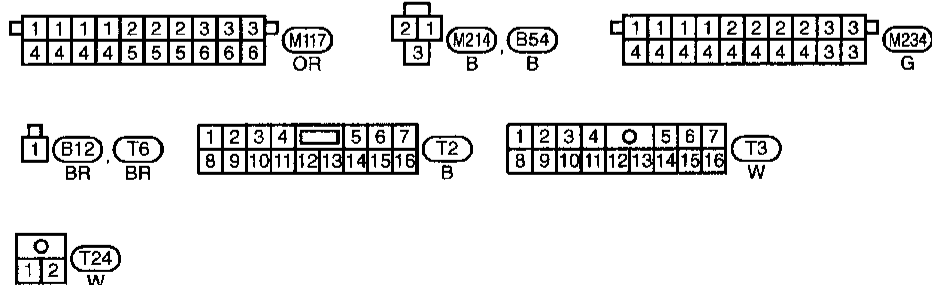 1 1 1 1 2 2 2 3 3 3
4 4 4 4 5 5 5 6 6 6
M117
OR
2 1
3
M214 , B54
B B
1 1 1 1 2 2 2 2 3 3
4 4 4 4 4 4 4 4 3 3
M234
G
1
B12 , T6
BR BR
1 2 3 4 5 6 7
8 9 10 11 12 13 14 15 16
T2
B
1 2 3 4 5 6 7
8 9 10 11 12 13 14 15 16
T3
W
1 2
T24
W